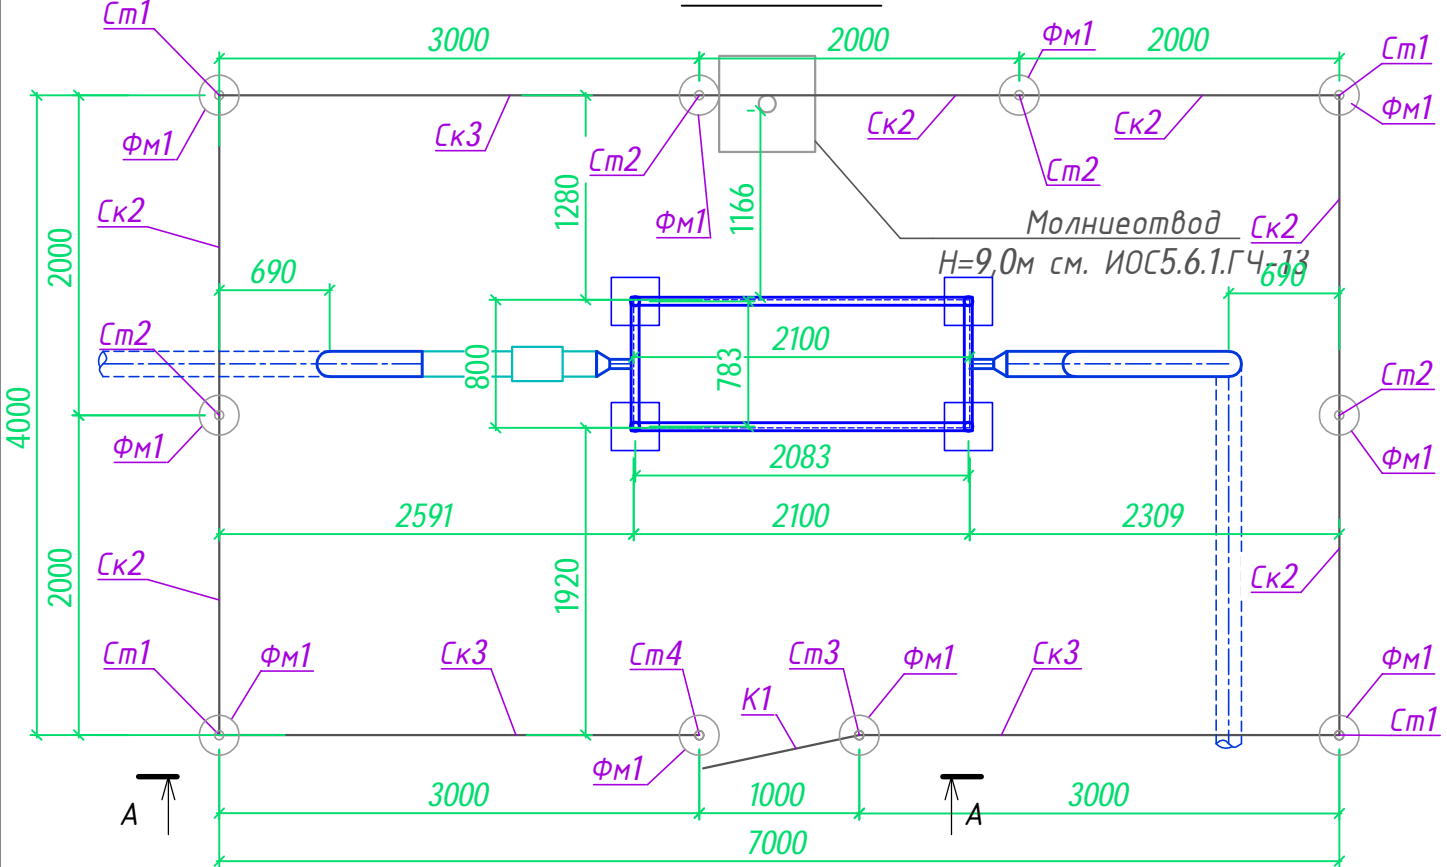 Ст1
3000
2000
Фм1
2000
Ст1
Фм1
Фм1
Ск3
Ст2
Ск2
Ск2
Ст2
Ск2
1280
1166
Фм1
Молниеотвод
Ск2
H=9,0м см. ИОС5.6.1.ГЧ-13
2000
690
690
Ст2
800
2100
783
4000
Ст2
Фм1
Фм1
2083
2591
2100
2309
2000
Ск2
1920
Ск2
Ст1
Фм1
Ск3
Ст4
Ст3
Фм1
Ск3
Фм1
К1
Ст1
Фм1
А
3000
1000
3000
А
7000